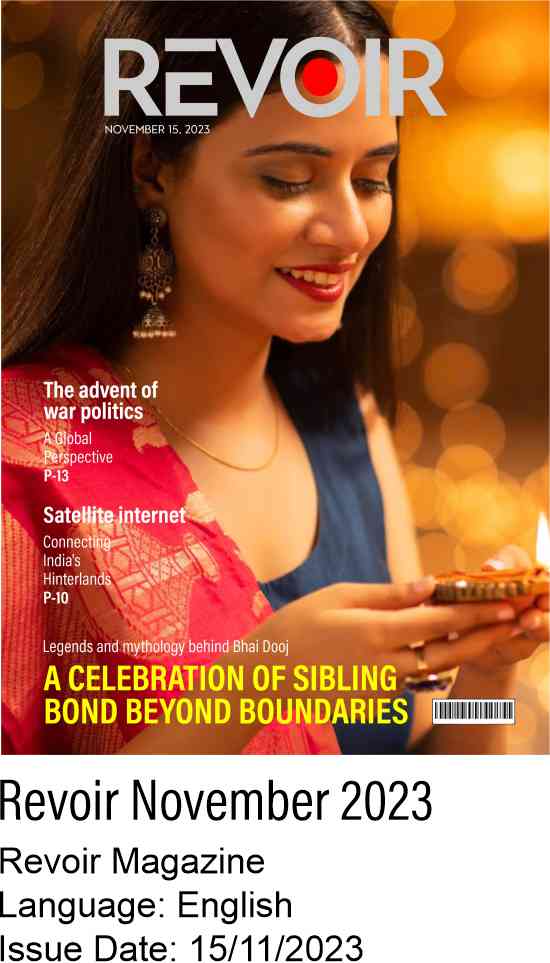 REVOIR
NOVEMBER 15, 2023
The advent of
war politics
A Global
Perspective
P-13
Satellite internet
Connecting
India's
Hinterlands
P-10
Legends and mythology behind Bhai Dooj
A CELEBRATION OF SIBLING
BOND BEYOND BOUNDARIES
Revoir November 2023
Revoir Magazine
Language: English
Issue Date: 15/11/2023